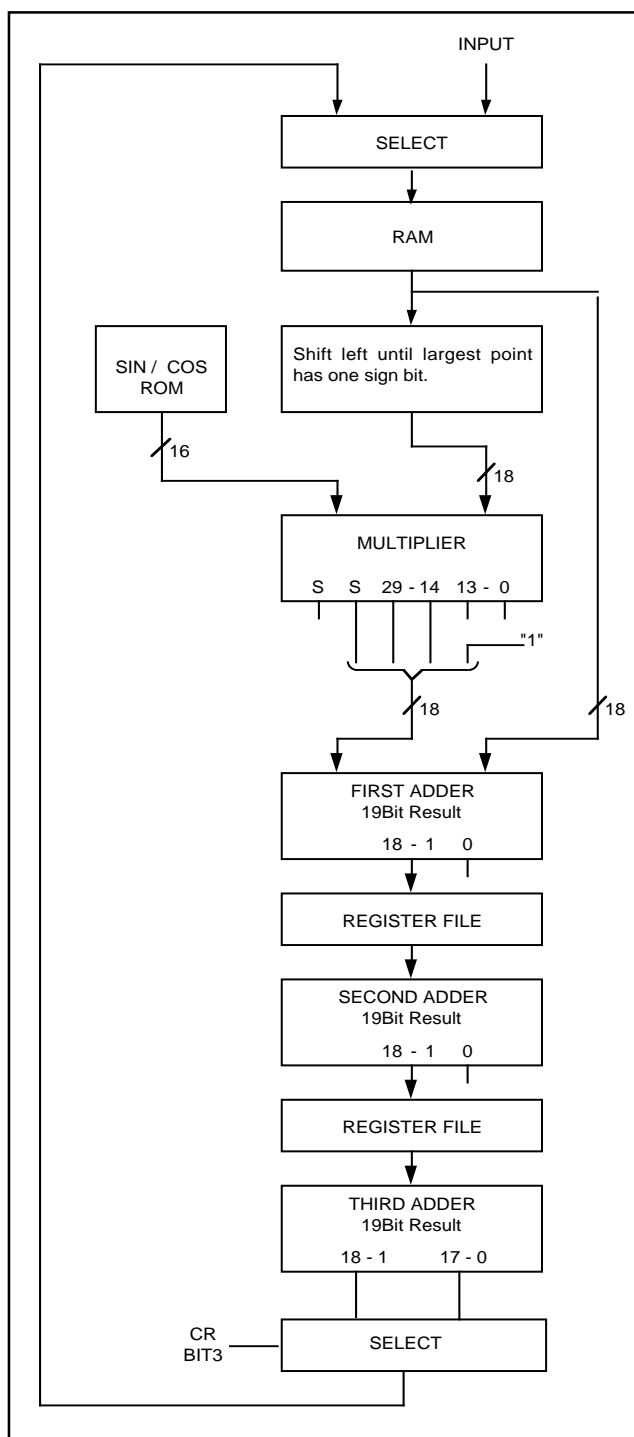 INPUT
SELECT
RAM
Shift left until largest point
has one sign bit.
SIN / COS
ROM
16
18
MULTIPLIER
S S 29 - 14 13 - 0
"1"
18
18
FIRST ADDER
19Bit Result
18 - 1 0
REGISTER FILE
SECOND ADDER
19Bit Result
18 - 1 0
REGISTER FILE
THIRD ADDER
19Bit Result
18 - 1 17 - 0
CR
BIT3
SELECT